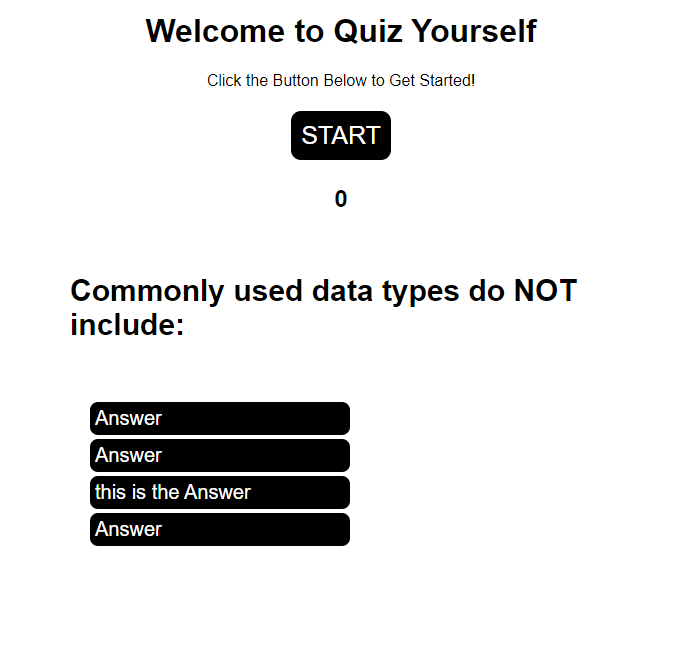 Welcome to Quiz Yourself
Click the Button Below to Get Started!
START
0
Commonly used data types do NOT
include:
Answer
Answer
this is the Answer
Answer